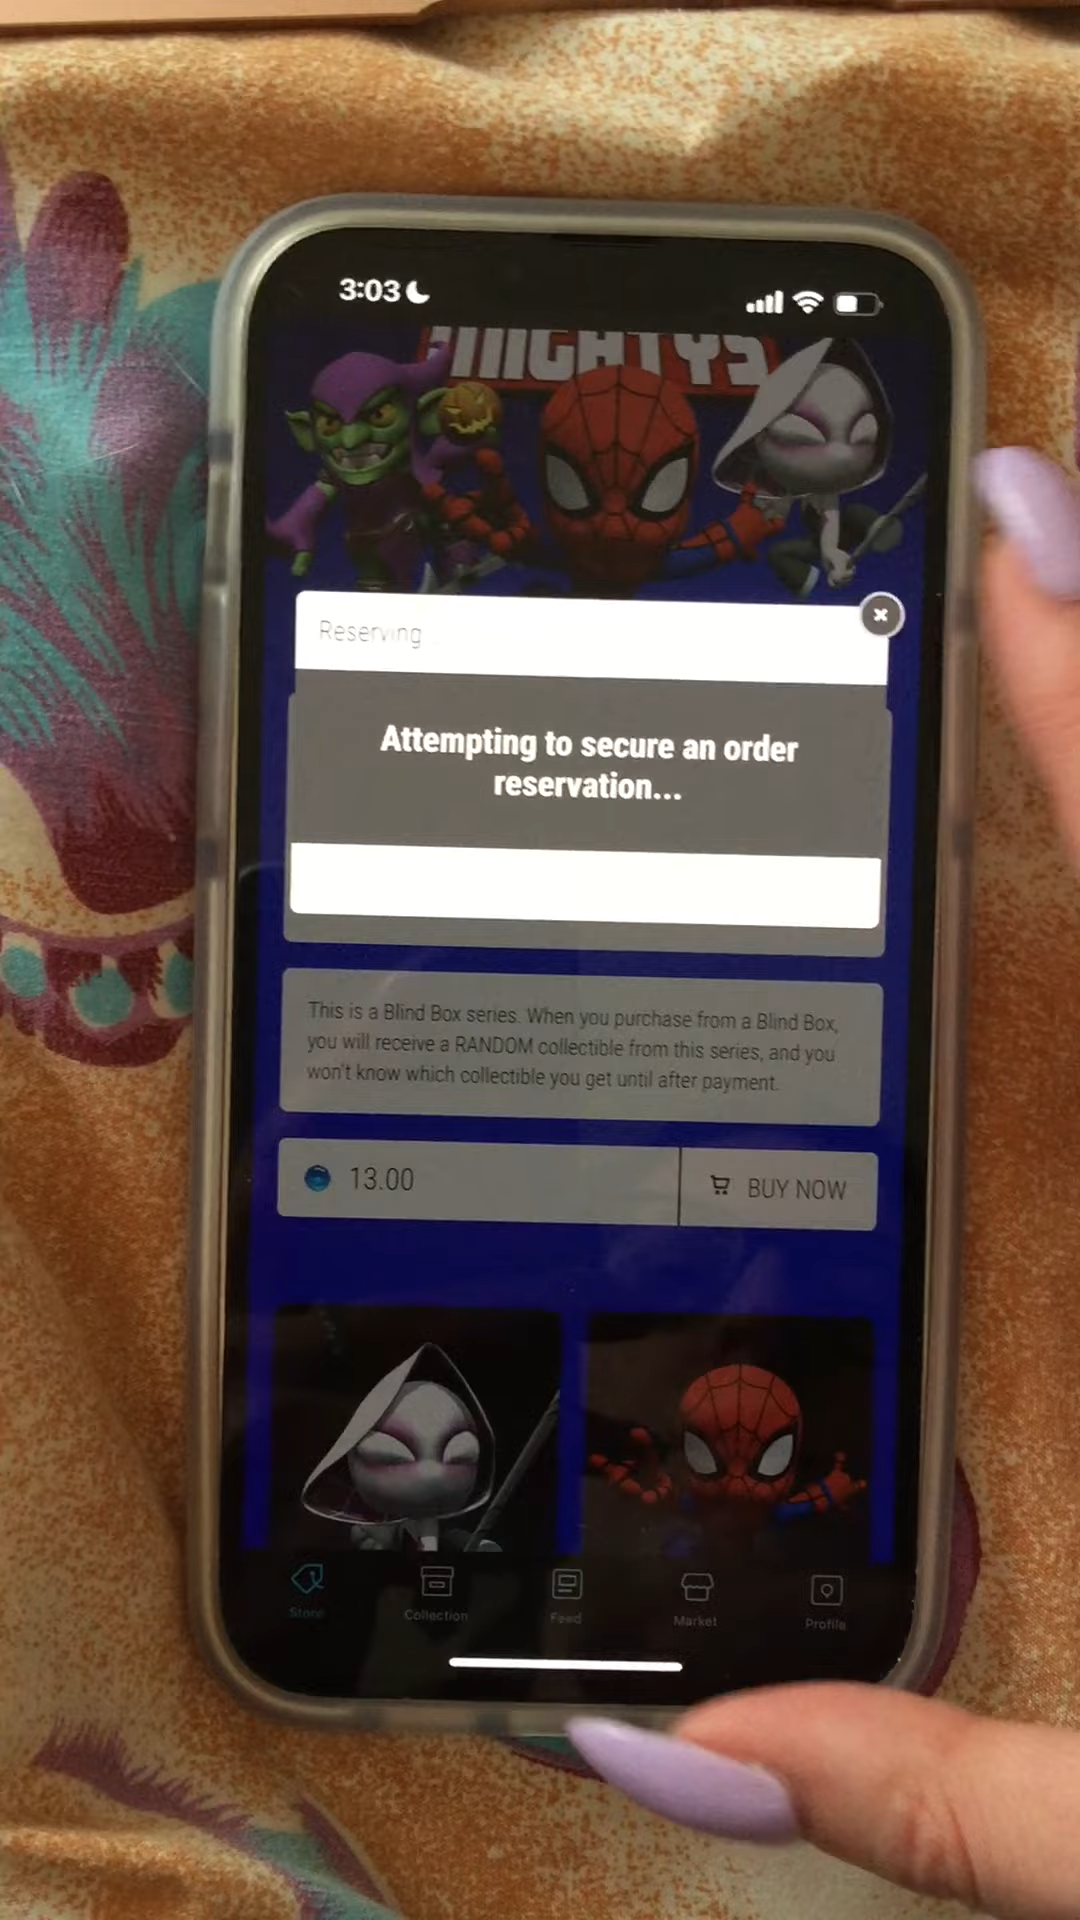 3:03
MIGHTYS
Reserving
Attempting to secure an order
reservation...
This is a Blind Box series. When you purchase from a Blind Box,
you will receive a RANDOM collectible from this series, and you
won't know which collectible you get until after payment.
13.00
BUY NOW
Store
Collection
Feed
Market
Profile